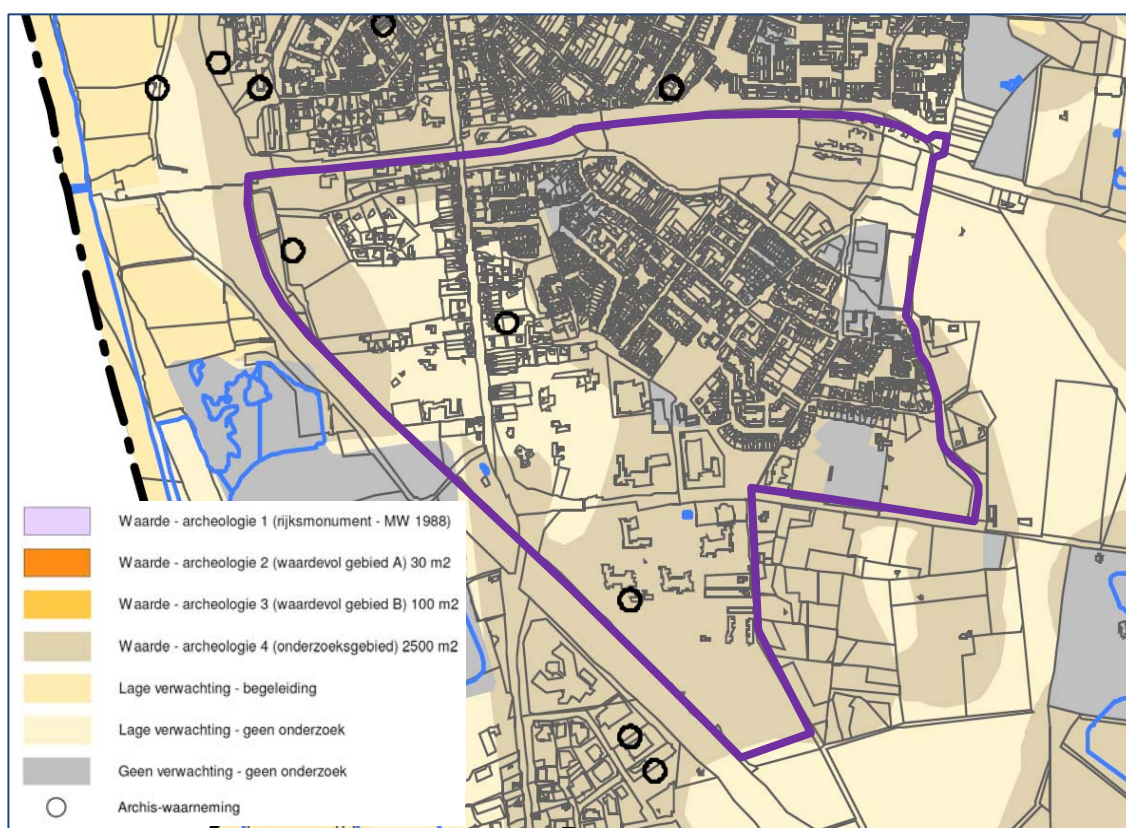 Waarde - archeologie 1 (rijksmonument - MW 1988)
Waarde - archeologie 2 (waardevol gebied A) 30 m2
Waarde - archeologie 3 (waardevol gebied B) 100 m2
Waarde - archeologie 4 (onderzoeksgebied) 2500 m2
Lage verwachting - begeleiding
Lage verwachting - geen onderzoek
Geen verwachting - geen onderzoek
Archis-waarneming